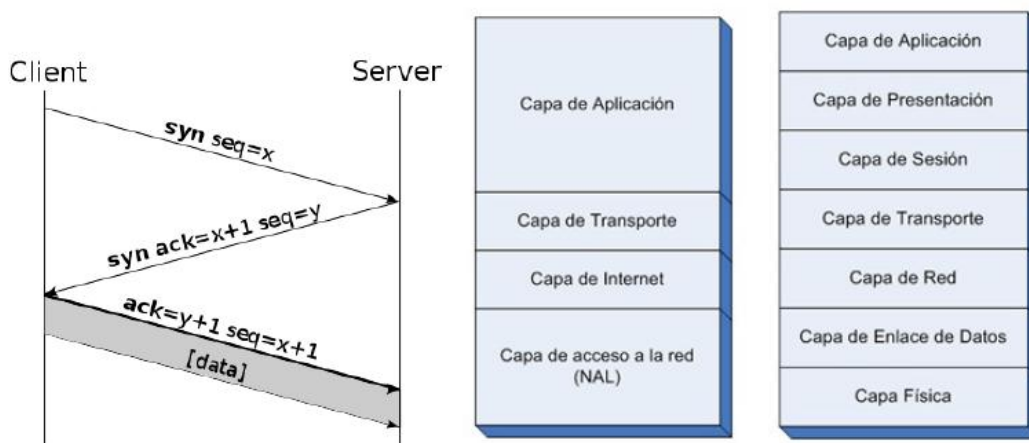 Client
Server
syn seq=x
syn ack=x+1 seq=y
ack=y+1 seq=x+1
[data]
Capa de Aplicación
Capa de Transporte
Capa de Internet
Capa de acceso a la red
(NAL)
Capa de Aplicación
Capa de Presentación
Capa de Sesión
Capa de Transporte
Capa de Red
Capa de Enlace de Datos
Capa Física